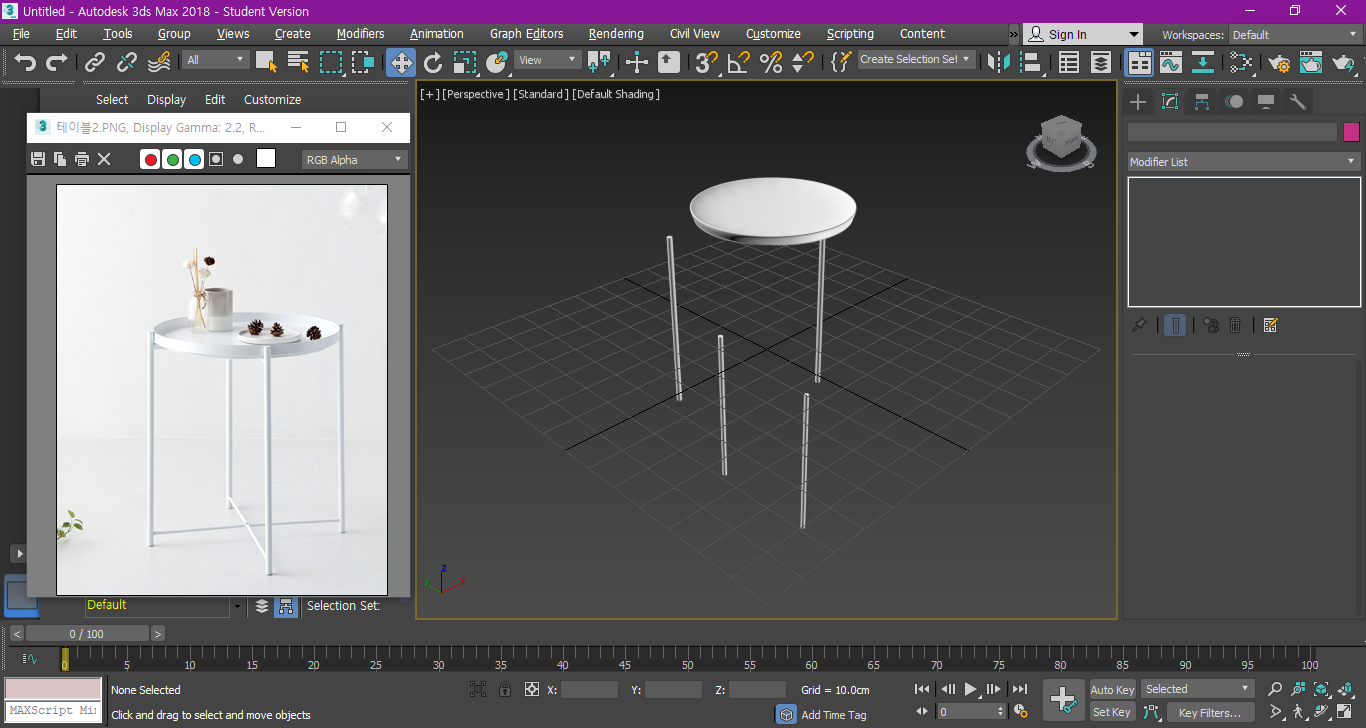 Untitled - Autodesk 3ds Max 2018 - Student Version
File Edit Tools Group Views Create Modifiers Animation Graph Editors Rendering Civil View Customize Scripting Content » Sign In Workspaces: Default
All View 3 Create Selection Set
Select Display Edit Customize
테이블2.PNG, Display Gamma: 2.2, R...
RGB Alpha
[+] [Perspective] [Standard] [Default Shading]
Modifier List
z
y x
Default Selection Set:
< 0 / 100 >
0 5 10 15 20 25 30 35 40 45 50 55 60 65 70 75 80 85 90 95 100
None Selected X: Y: Z: Grid = 10.0cm Auto Key Selected
MAXScript Min Click and drag to select and move objects Add Time Tag 0 Set Key Key Filters...